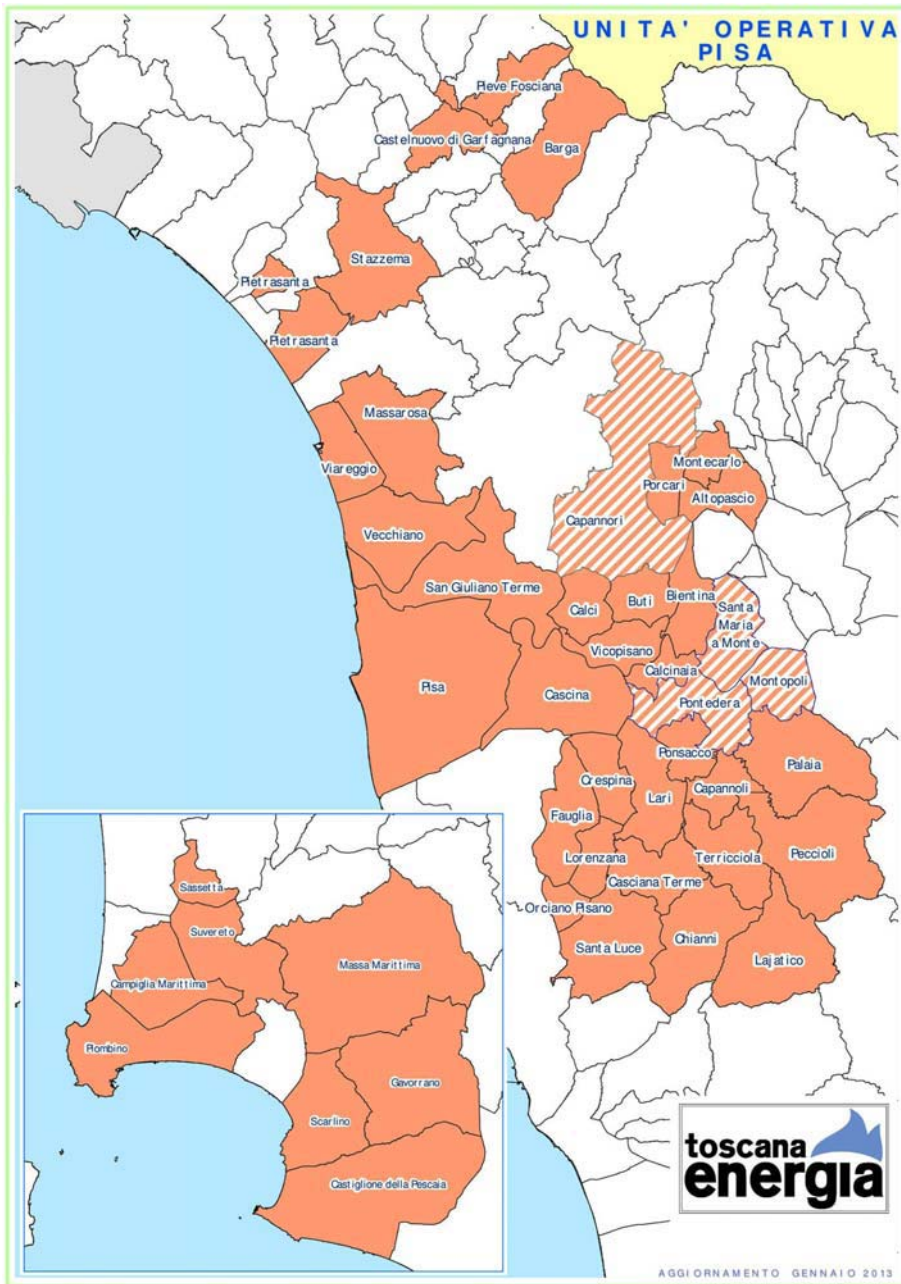 UNITA' OPERATIVA
PISA
Pieve Fosciana
Castelnuovo di Garfagnana
Barga
Stazzema
Pietrasanta
Pietrasanta
Massarosa
Viareggio
Montecarlo
Porcari
Altopascio
Capannori
Vecchiano
San Giuliano Terme
Calci
Buti
Bientina
Santa
Maria
a Monte
Vicopisano
Calcinaia
Pisa
Cascina
Pontedera
Montopoli
Ponsacco
Palaia
Crespina
Lari
Capannoli
Fauglia
Lorenzana
Terricciola
Peccioli
Casciana Terme
Orciano Pisano
Santa Luce
Chianni
Lajatico
Sassetta
Suvereto
Massa Marittima
Campiglia Marittima
Piombino
Gavorrano
Scarlino
Castiglione della Pescaia
toscana
energia
AGGIORNAMENTO GENNAIO 2013